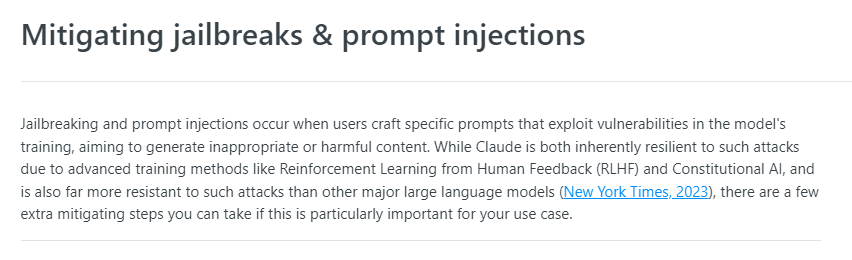 Mitigating jailbreaks & prompt injections
Jailbreaking and prompt injections occur when users craft specific prompts that exploit vulnerabilities in the model's
training, aiming to generate inappropriate or harmful content. While Claude is both inherently resilient to such attacks
due to advanced training methods like Reinforcement Learning from Human Feedback (RLHF) and Constitutional AI, and
is also far more resistant to such attacks than other major large language models (New York Times, 2023), there are a few
extra mitigating steps you can take if this is particularly important for your use case.